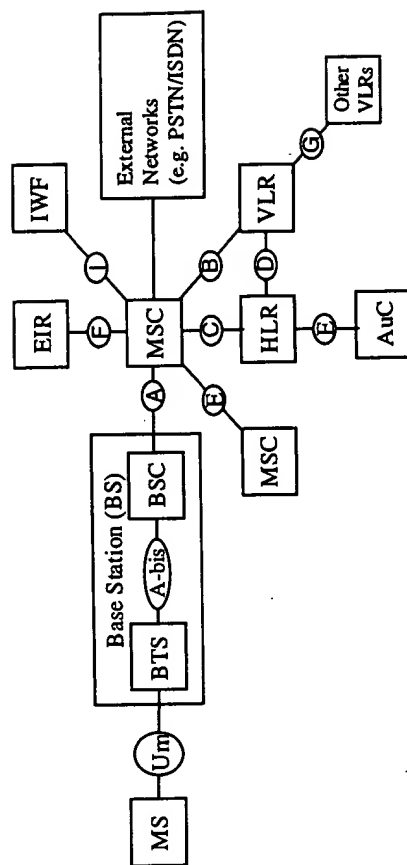 EIR
IWF
F
I
Base Station (BS)
External
Networks
(e.g. PSTN/ISDN)
MS
Um
BTS
A-bis
BSC
A
MSC
E
C
B
MSC
HLR
D
VLR
E
G
AuC
Other
VLRs